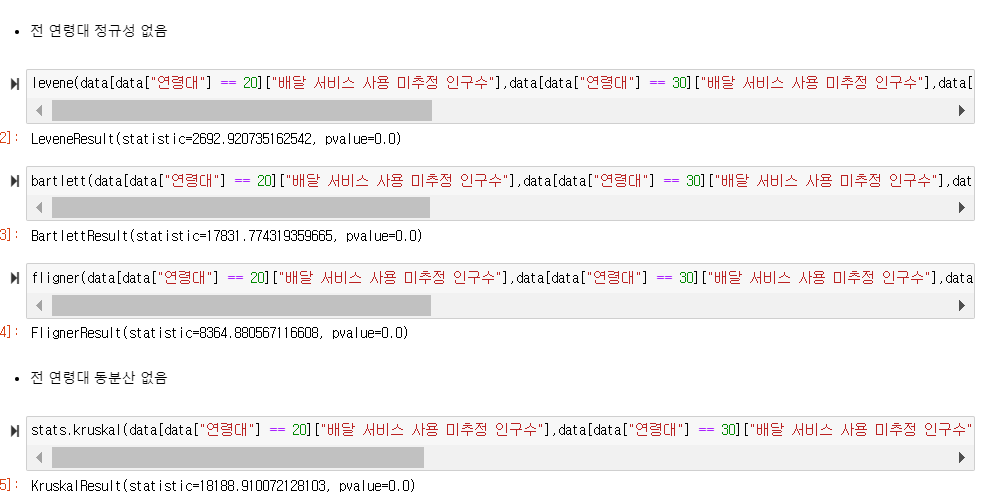 • 전 연령대 정규성 없음
levene(data[data["연령대"] == 20]["배달 서비스 사용 미추정 인구수"],data[data["연령대"] == 30]["배달 서비스 사용 미추정 인구수"],data[
2]: LeveneResult(statistic=2692.920735162542, pvalue=0.0)
bartlett(data[data["연령대"] == 20]["배달 서비스 사용 미추정 인구수"],data[data["연령대"] == 30]["배달 서비스 사용 미추정 인구수"],dat
3]: BartlettResult(statistic=17831.774319359665, pvalue=0.0)
fligner(data[data["연령대"] == 20]["배달 서비스 사용 미추정 인구수"],data[data["연령대"] == 30]["배달 서비스 사용 미추정 인구수"],data
4]: FlignerResult(statistic=8364.880567116608, pvalue=0.0)
• 전 연령대 동분산 없음
stats.kruskal(data[data["연령대"] == 20]["배달 서비스 사용 미추정 인구수"],data[data["연령대"] == 30]["배달 서비스 사용 미추정 인구수"
5]: KruskalResult(statistic=18188.910072128103, pvalue=0.0)